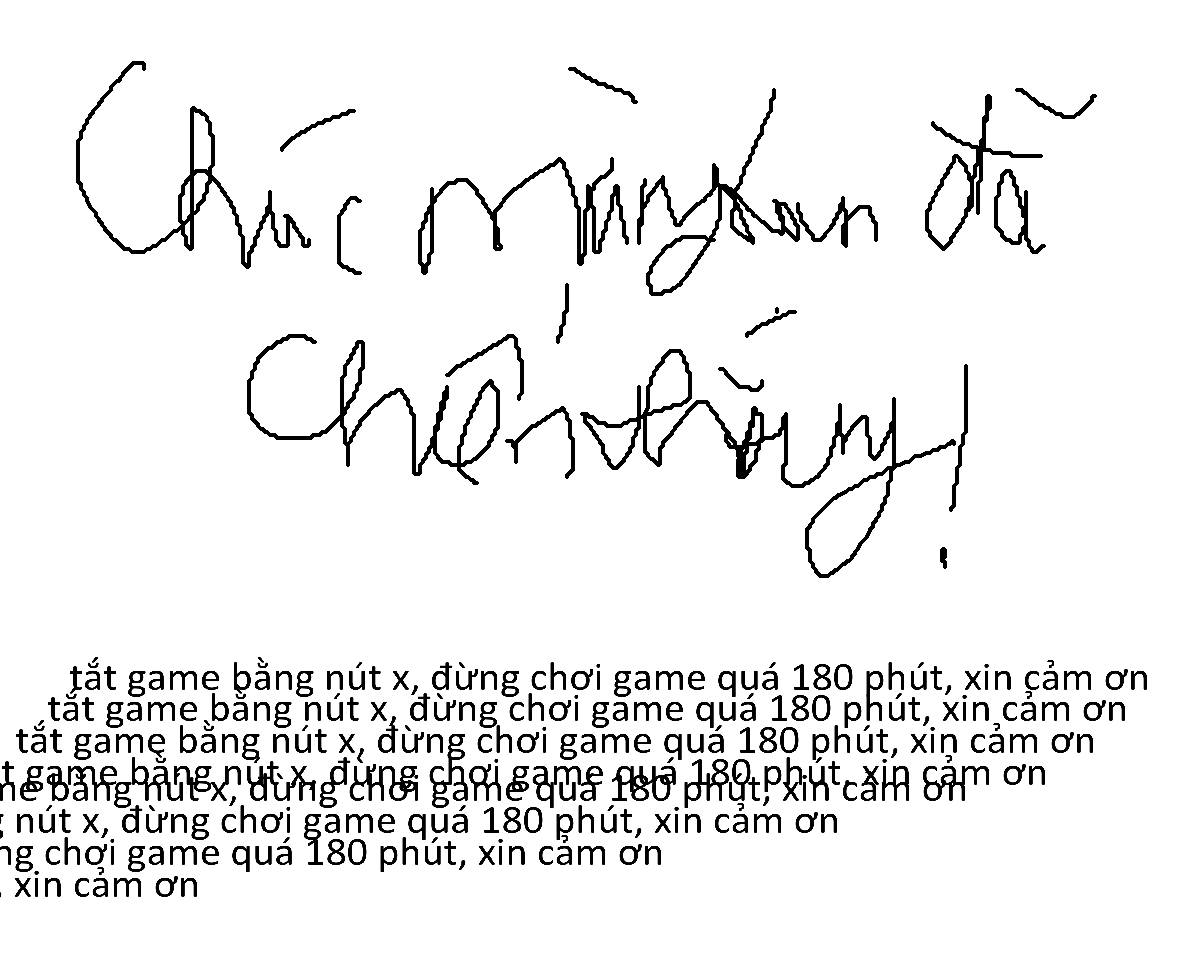 Chúc mừng bạn đã
chiến thắng!
tắt game bằng nút x, đừng chơi game quá 180 phút, xin cảm ơn
tắt game bằng nút x, đừng chơi game quá 180 phút, xin cảm ơn
tắt game bằng nút x, đừng chơi game quá 180 phút, xin cảm ơn
t game bằng nút x, đừng chơi game quá 180 phút, xin cảm ơn
me bằng nút x, đừng chơi game quá 180 phút, xin cảm ơn
g nút x, đừng chơi game quá 180 phút, xin cảm ơn
ng chơi game quá 180 phút, xin cảm ơn
, xin cảm ơn